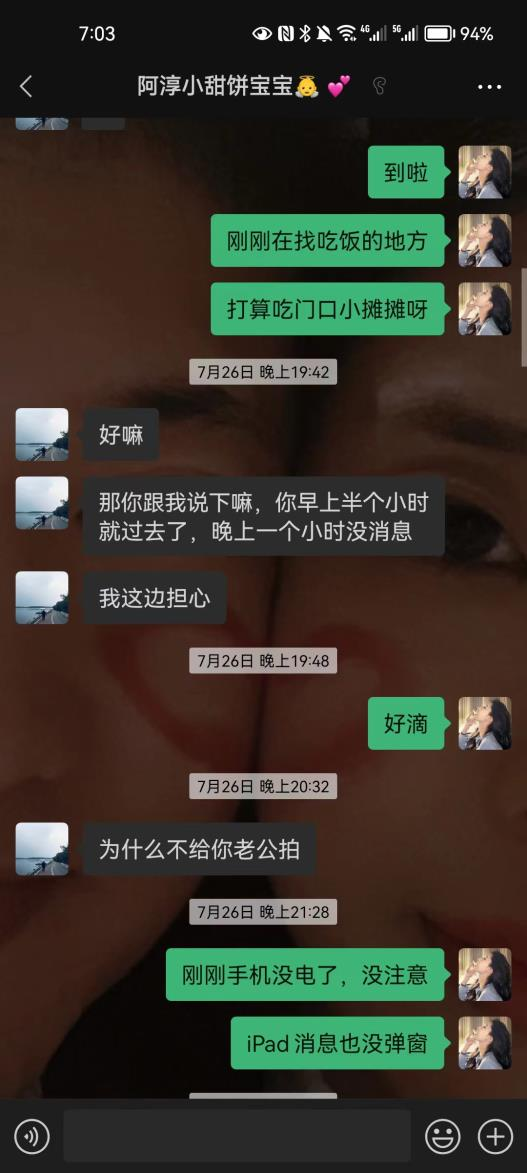 7:03
4G
5G
94%
阿淳小甜饼宝宝👼 💕
到啦
刚刚在找吃饭的地方
打算吃门口小摊摊呀
7月26日 晚上19:42
好嘛
那你跟我说下嘛，你早上半个小时
就过去了，晚上一个小时没消息
我这边担心
7月26日 晚上19:48
好滴
7月26日 晚上20:32
为什么不给你老公拍
7月26日 晚上21:28
刚刚手机没电了，没注意
iPad 消息也没弹窗